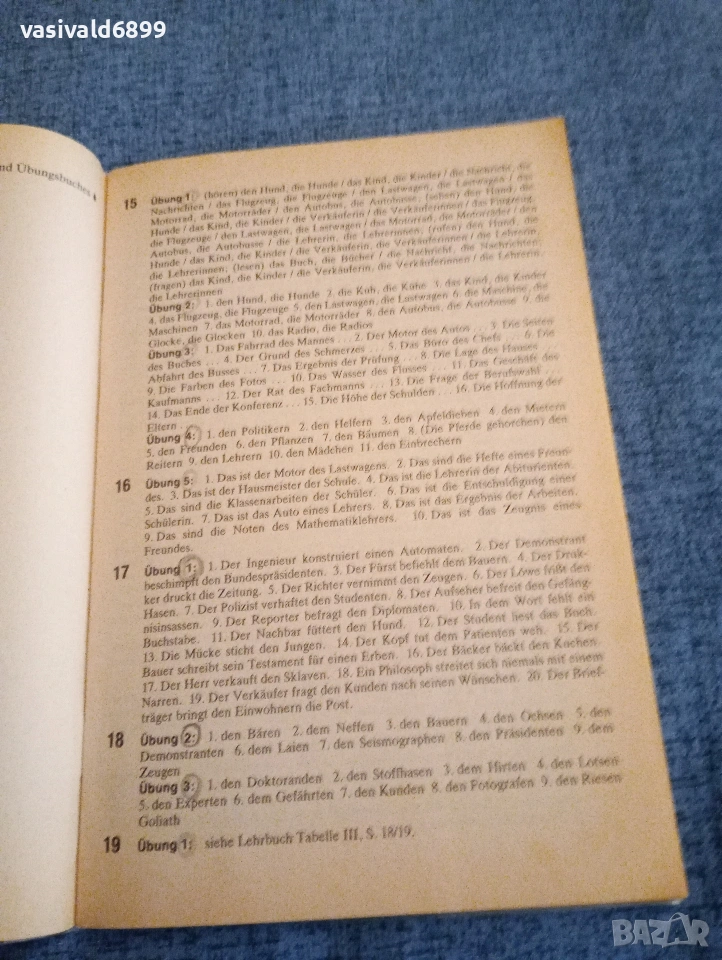 vasivald6899
nd Übungsbuches
15 Übung 1: (hören) den Hund, die Hunde / das Kind, die Kinder / die Nachricht, die
Nachrichten / das Flugzeug, die Flugzeuge / den Lastwagen, die Lastwagen / das
Motorrad, die Motorräder / den Autobus, die Autobusse; (sehen) den Hund, die
Hunde / das Kind, die Kinder / die Verkäuferin, die Verkäuferinnen / das Flugzeug,
die Flugzeuge / den Lastwagen, die Lastwagen / das Motorrad, die Motorräder / den
Autobus, die Autobusse / die Lehrerin, die Lehrerinnen; (rufen) den Hund, die
Hunde / das Kind, die Kinder / die Verkäuferin, die Verkäuferinnen / die Lehrerin,
die Lehrerinnen; (lesen) das Buch, die Bücher / die Nachricht, die Nachrichten
(fragen) das Kind, die Kinder / die Verkäuferin, die Verkäuferinnen / die Lehrerin,
die Lehrerinnen
Übung 2: 1. den Hund, die Hunde 2. die Kuh, die Kühe 3. das Kind, die Kinder
4. das Flugzeug, die Flugzeuge 5. den Lastwagen, die Lastwagen 6. die Maschine, die
Maschinen 7. das Motorrad, die Motorräder 8. den Autobus, die Autobusse 9. die
Glocke, die Glocken 10. das Radio, die Radios
Übung 3: 1. Das Fahrrad des Mannes ... 2. Der Motor des Autos ... 3. Die Seiten
des Buches ... 4. Der Grund des Schmerzes ... 5. Das Büro des Chefs ... 6. Die
Abfahrt des Busses ... 7. Das Ergebnis der Prüfung ... 8. Die Lage des Hauses
9. Die Farben des Fotos ... 10. Das Wasser des Flusses ... 11. Das Geschäft des
Kaufmanns ... 12. Der Rat des Fachmanns ... 13. Die Frage der Berufswahl ...
14. Das Ende der Konferenz ... 15. Die Höhe der Schulden ... 16. Die Hoffnung der
Eltern ...
Übung 4: 1. den Politikern 2. den Helfern 3. den Apfeldieben 4. den Mietern
5. den Freunden 6. den Pflanzen 7. den Bäumen 8. (Die Pferde gehorchen) den
Reitern 9. den Lehrern 10. den Mädchen 11. den Einbrechern
16 Übung 5: 1. Das ist der Motor des Lastwagens. 2. Das sind die Hefte eines Freun-
des. 3. Das ist der Hausmeister der Schule. 4. Das ist die Lehrerin der Abiturienten.
5. Das sind die Klassenarbeiten der Schüler. 6. Das ist die Entschuldigung einer
Schülerin. 7. Das ist das Auto eines Lehrers. 8. Das ist das Ergebnis der Arbeiten.
9. Das sind die Noten des Mathematiklehrers. 10. Das ist das Zeugnis eines
Freundes.
17 Übung 1: 1. Der Ingenieur konstruiert einen Automaten. 2. Der Demonstrant
beschimpft den Bundespräsidenten. 3. Der Fürst befiehlt dem Bauern. 4. Der Druk-
ker druckt die Zeitung. 5. Der Richter vernimmt den Zeugen. 6. Der Löwe frißt den
Hasen. 7. Der Polizist verhaftet den Studenten. 8. Der Aufseher befreit den Gefäng-
nisinsassen. 9. Der Reporter befragt den Diplomaten. 10. In dem Wort fehlt ein
Buchstabe. 11. Der Nachbar füttert den Hund. 12. Der Student liest das Buch.
13. Die Mücke sticht den Jungen. 14. Der Kopf tut dem Patienten weh. 15. Der
Bauer schreibt sein Testament für einen Erben. 16. Der Bäcker bäckt den Kuchen.
17. Der Herr verkauft den Sklaven. 18. Ein Philosoph streitet sich niemals mit einem
Narren. 19. Der Verkäufer fragt den Kunden nach seinen Wünschen. 20. Der Brief-
träger bringt den Einwohnern die Post.
18 Übung 2: 1. den Bären 2. dem Neffen 3. den Bauern 4. den Ochsen 5. den
Demonstranten 6. dem Laien 7. den Seismographen 8. den Präsidenten 9. dem
Zeugen
Übung 3: 1. den Doktoranden 2. den Stoffhasen 3. dem Hirten 4. den Lotsen
5. den Experten 6. dem Gefährten 7. den Kunden 8. den Fotografen 9. den Riesen
Goliath
19 Übung 1: siehe Lehrbuch Tabelle III, S. 18/19.
BAZAR